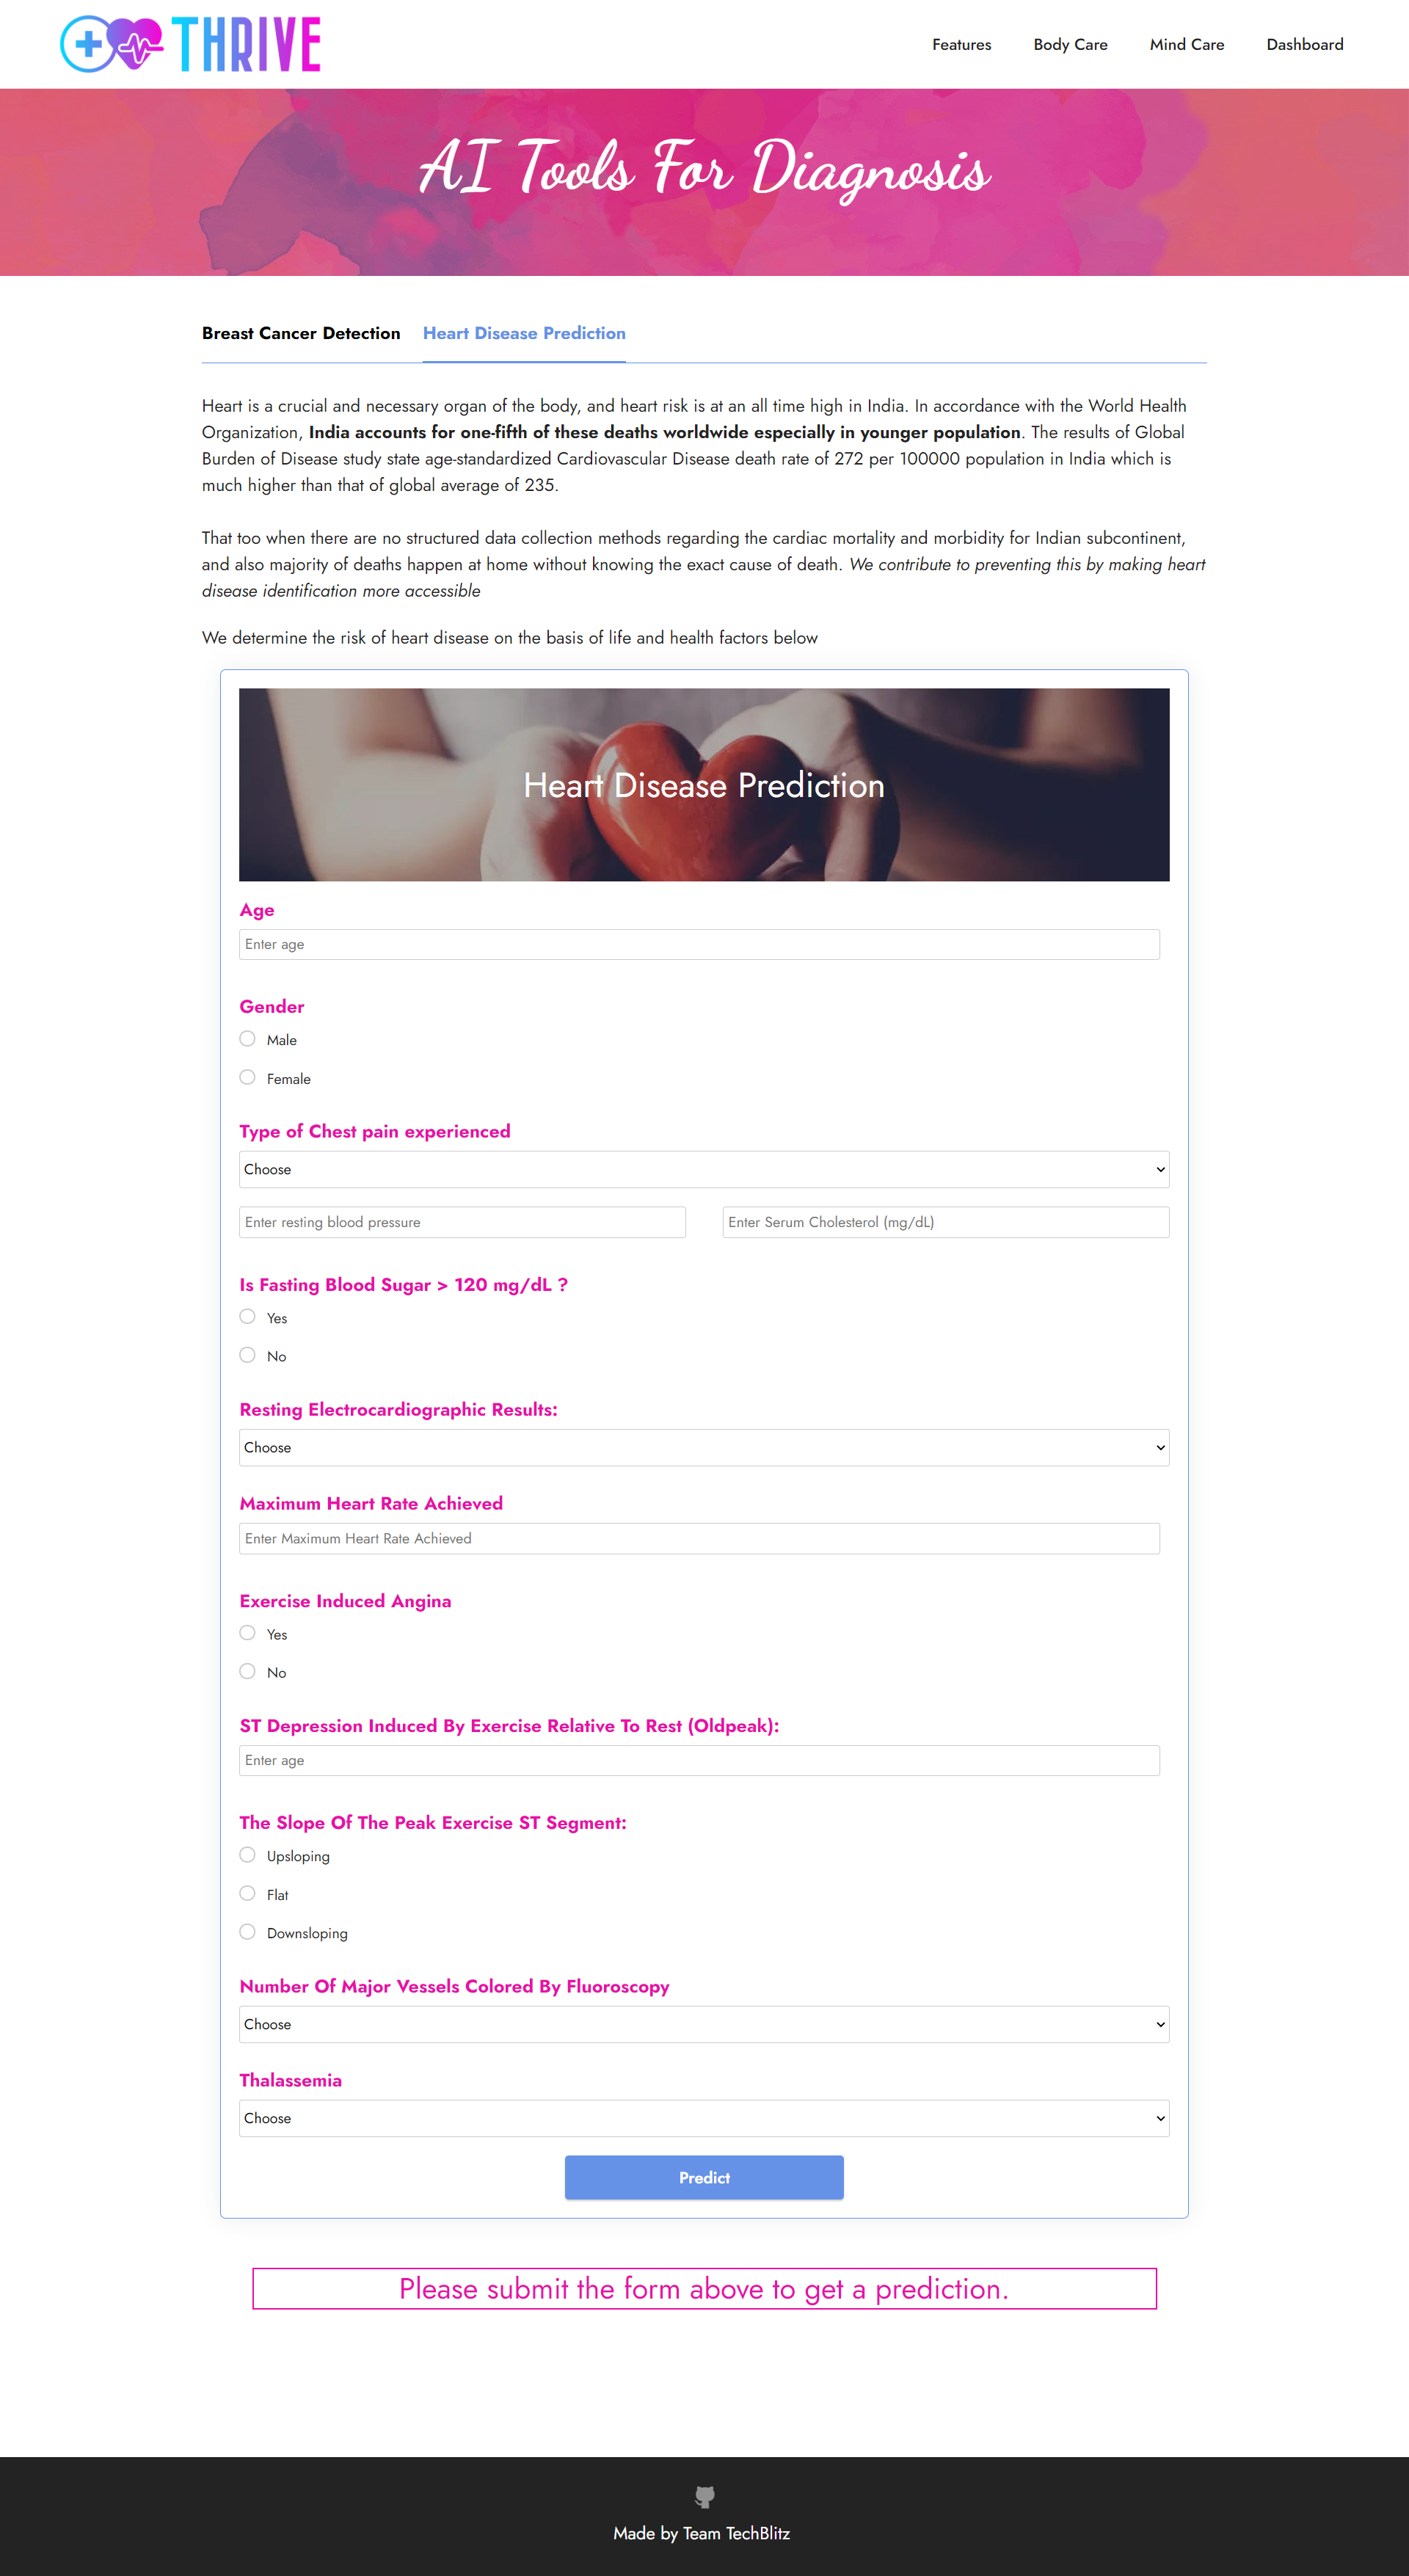 THRIVE
Features Body Care Mind Care Dashboard
AI Tools For Diagnosis
Breast Cancer Detection Heart Disease Prediction
Heart is a crucial and necessary organ of the body, and heart risk is at an all time high in India. In accordance with the World Health
Organization, India accounts for one-fifth of these deaths worldwide especially in younger population. The results of Global
Burden of Disease study state age-standardized Cardiovascular Disease death rate of 272 per 100000 population in India which is
much higher than that of global average of 235.
That too when there are no structured data collection methods regarding the cardiac mortality and morbidity for Indian subcontinent,
and also majority of deaths happen at home without knowing the exact cause of death. We contribute to preventing this by making heart
disease identification more accessible
We determine the risk of heart disease on the basis of life and health factors below
Heart Disease Prediction
Age
Enter age
Gender
Male
Female
Type of Chest pain experienced
Choose
Enter resting blood pressure Enter Serum Cholesterol (mg/dL)
Is Fasting Blood Sugar > 120 mg/dL ?
Yes
No
Resting Electrocardiographic Results:
Choose
Maximum Heart Rate Achieved
Enter Maximum Heart Rate Achieved
Exercise Induced Angina
Yes
No
ST Depression Induced By Exercise Relative To Rest (Oldpeak):
Enter age
The Slope Of The Peak Exercise ST Segment:
Upsloping
Flat
Downsloping
Number Of Major Vessels Colored By Fluoroscopy
Choose
Thalassemia
Choose
Predict
Please submit the form above to get a prediction.
Made by Team TechBlitz